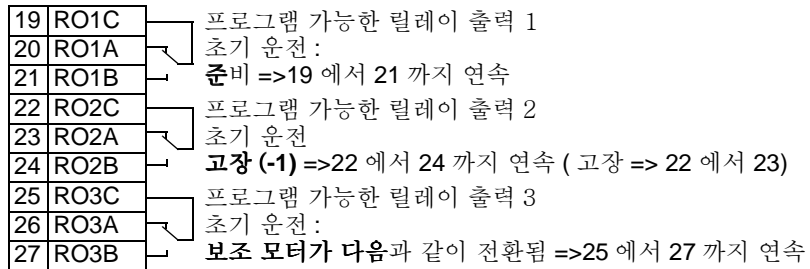 19 RO1C 프로그램 가능한 릴레이 출력 1
20 RO1A 초기 운전 :
21 RO1B 준비 =>19 에서 21 까지 연속
22 RO2C 프로그램 가능한 릴레이 출력 2
23 RO2A 초기 운전
24 RO2B 고장 (-1) =>22 에서 24 까지 연속 ( 고장 => 22 에서 23)
25 RO3C 프로그램 가능한 릴레이 출력 3
26 RO3A 초기 운전 :
27 RO3B 보조 모터가 다음과 같이 전환됨 =>25 에서 27 까지 연속